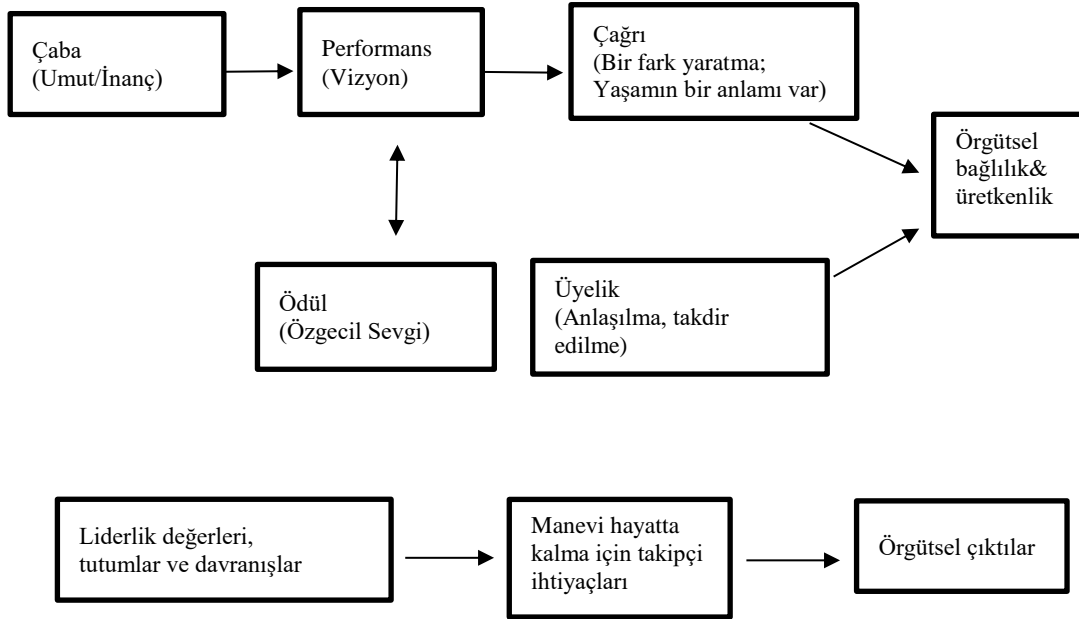 Çaba
(Umut/İnanç)
Performans
(Vizyon)
Çağrı
(Bir fark yaratma;
Yaşamın bir anlamı var)
Örgütsel
bağlılık&
üretkenlik
Ödül
(Özgecil Sevgi)
Üyelik
(Anlaşılma, takdir
edilme)
Liderlik değerleri,
tutumlar ve davranışlar
Manevi hayatta
kalma için takipçi
ihtiyaçları
Örgütsel çıktılar